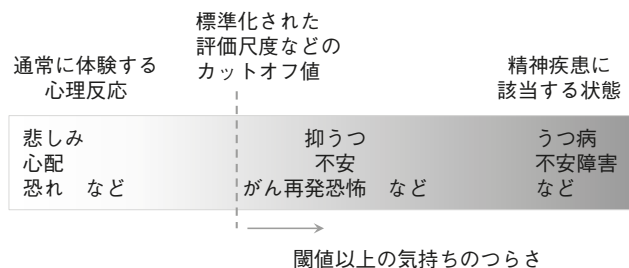 標準化された
評価尺度などの
カットオフ値
通常に体験する
心理反応
精神疾患に
該当する状態
悲しみ
心配
恐れ など
抑うつ
不安
がん再発恐怖 など
うつ病
不安障害
など
閾値以上の気持ちのつらさ